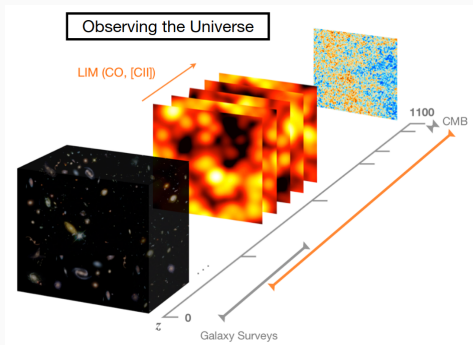 Observing the Universe
LIM (CO, [CII])
1100
CMB
...
z
0
Galaxy Surveys